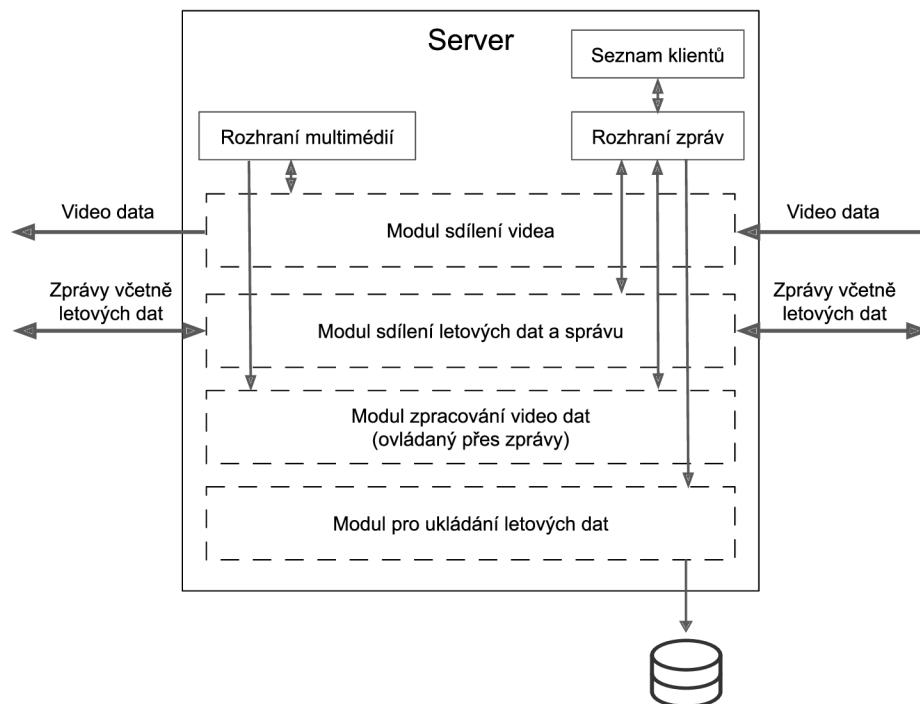 Server
Seznam klientů
Rozhraní multimédií
Rozhraní zpráv
Video data
Modul sdílení videa
Video data
Zprávy včetně
letových dat
Modul sdílení letových dat a správu
Zprávy včetně
letových dat
Modul zpracování video dat
(ovládaný přes zprávy)
Modul pro ukládání letových dat